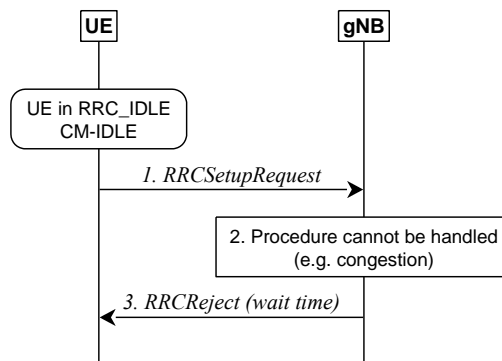 UE
gNB
UE in RRC_IDLE
CM-IDLE
1. RRCSetupRequest
2. Procedure cannot be handled
(e.g. congestion)
3. RRCReject (wait time)